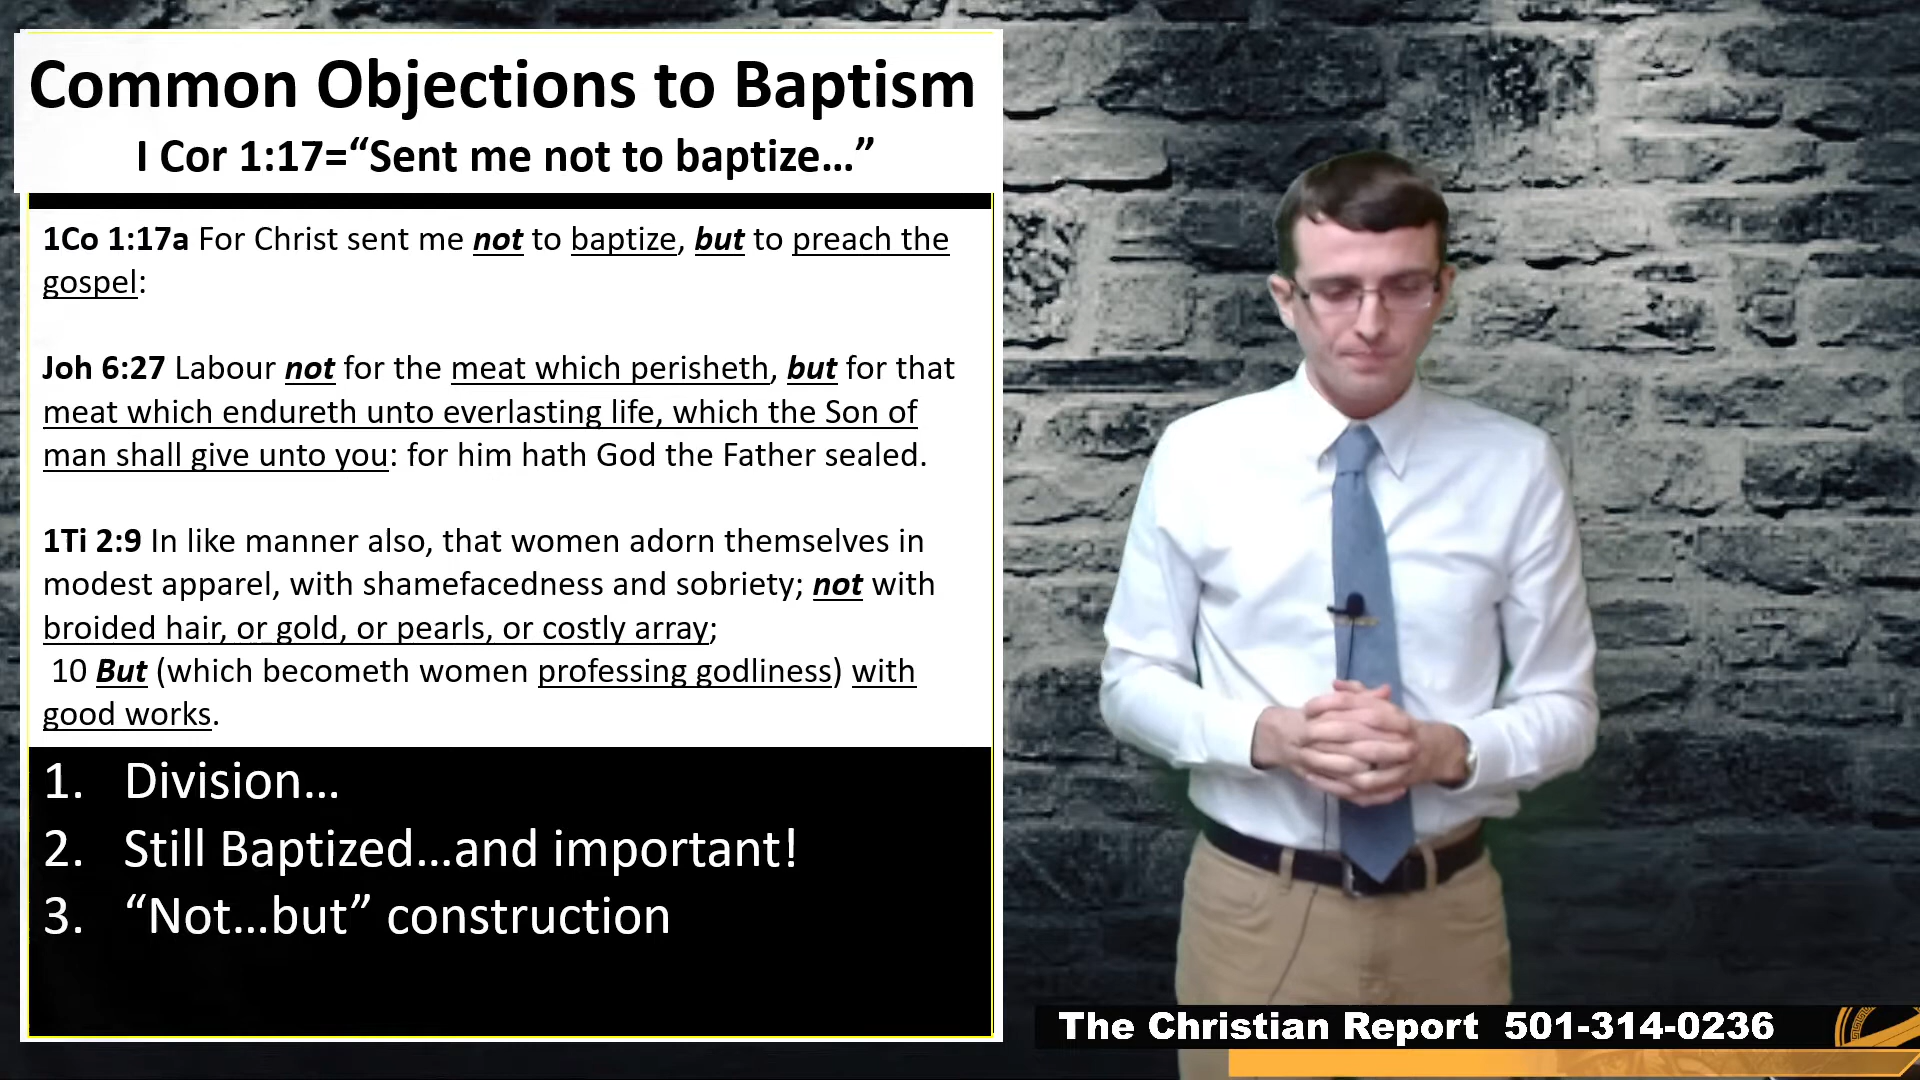 Common Objections to Baptism
I Cor 1:17=“Sent me not to baptize…”
1Co 1:17a For Christ sent me not to baptize, but to preach the
gospel:
Joh 6:27 Labour not for the meat which perisheth, but for that
meat which endureth unto everlasting life, which the Son of
man shall give unto you: for him hath God the Father sealed.
1Ti 2:9 In like manner also, that women adorn themselves in
modest apparel, with shamefacedness and sobriety; not with
broided hair, or gold, or pearls, or costly array;
10 But (which becometh women professing godliness) with
good works.
1. Division…
2. Still Baptized…and important!
3. “Not…but” construction
The Christian Report 501-314-0236